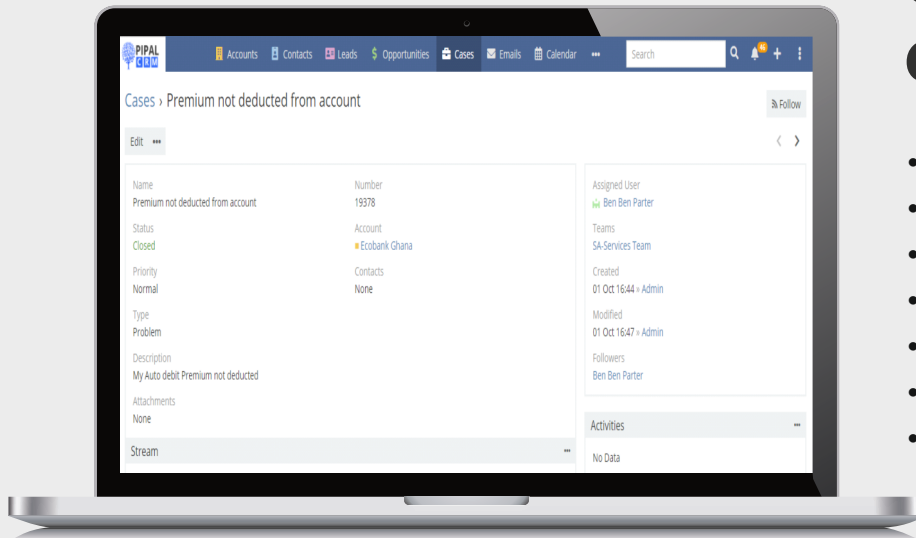 PIPAL
CRM
Accounts Contacts Leads Opportunities Cases Emails Calendar ••• Search 46
Cases › Premium not deducted from account
Follow
Edit •••
Name Number
Premium not deducted from account 19378
Status Account
Closed Ecobank Ghana
Priority Contacts
Normal None
Type
Problem
Description
My Auto debit Premium not deducted
Attachments
None
Stream •••
Assigned User
Ben Ben Parter
Teams
SA-Services Team
Created
01 Oct 16:44 » Admin
Modified
01 Oct 16:47 » Admin
Followers
Ben Ben Parter
Activities •••
No Data